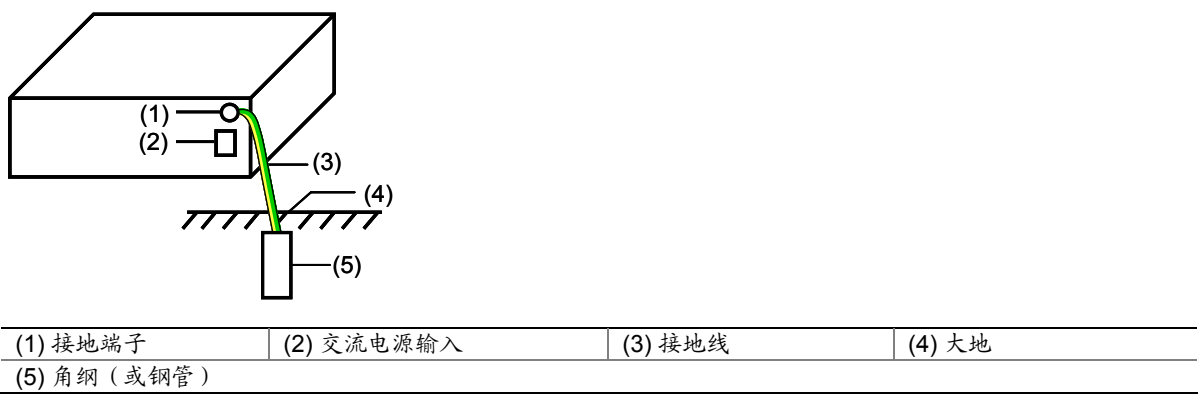 (1)
(2)
(3)
(4)
(5)
(1) 接地端子 (2) 交流电源输入 (3) 接地线 (4) 大地
(5) 角纲（或钢管）